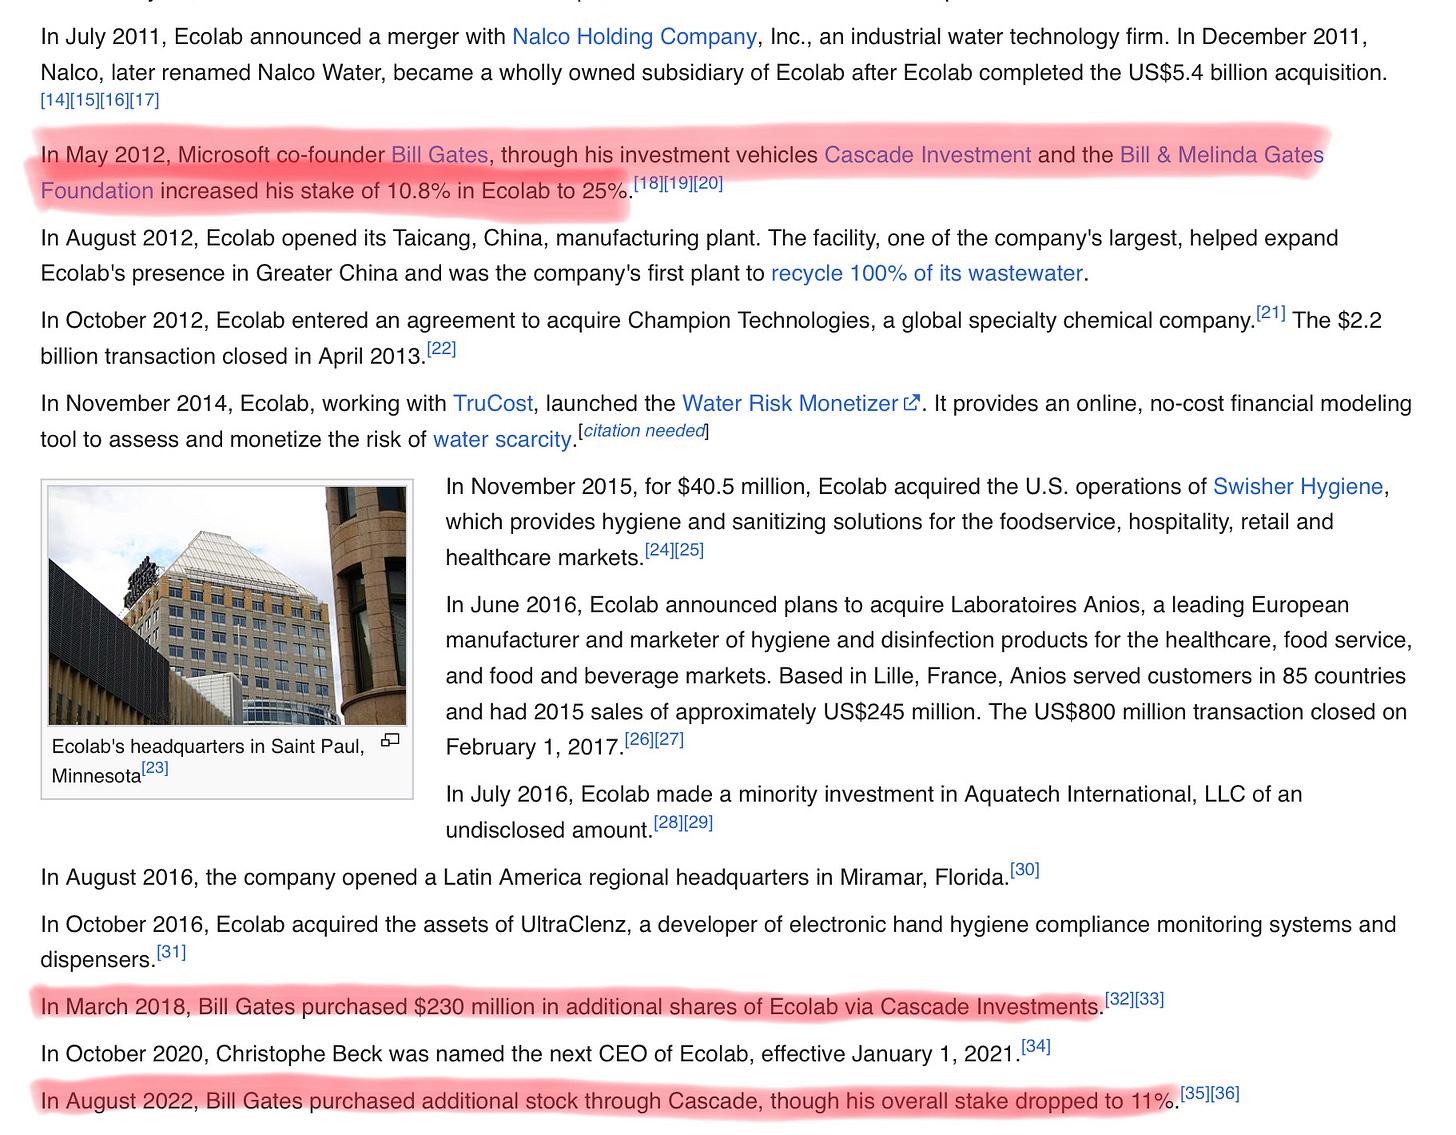 In July 2011, Ecolab announced a merger with Nalco Holding Company, Inc., an industrial water technology firm. In December 2011,
Nalco, later renamed Nalco Water, became a wholly owned subsidiary of Ecolab after Ecolab completed the US$5.4 billion acquisition.
[14][15][16][17]
In May 2012, Microsoft co-founder Bill Gates, through his investment vehicles Cascade Investment and the Bill & Melinda Gates
Foundation increased his stake of 10.8% in Ecolab to 25%.[18][19][20]
In August 2012, Ecolab opened its Taicang, China, manufacturing plant. The facility, one of the company's largest, helped expand
Ecolab's presence in Greater China and was the company's first plant to recycle 100% of its wastewater.
In October 2012, Ecolab entered an agreement to acquire Champion Technologies, a global specialty chemical company.[21] The $2.2
billion transaction closed in April 2013.[22]
In November 2014, Ecolab, working with TruCost, launched the Water Risk Monetizer. It provides an online, no-cost financial modeling
tool to assess and monetize the risk of water scarcity.[citation needed]
In November 2015, for $40.5 million, Ecolab acquired the U.S. operations of Swisher Hygiene,
which provides hygiene and sanitizing solutions for the foodservice, hospitality, retail and
healthcare markets.[24][25]
In June 2016, Ecolab announced plans to acquire Laboratoires Anios, a leading European
manufacturer and marketer of hygiene and disinfection products for the healthcare, food service,
and food and beverage markets. Based in Lille, France, Anios served customers in 85 countries
and had 2015 sales of approximately US$245 million. The US$800 million transaction closed on
February 1, 2017.[26][27]
Ecolab's headquarters in Saint Paul,
Minnesota[23]
In July 2016, Ecolab made a minority investment in Aquatech International, LLC of an
undisclosed amount.[28][29]
In August 2016, the company opened a Latin America regional headquarters in Miramar, Florida.[30]
In October 2016, Ecolab acquired the assets of UltraClenz, a developer of electronic hand hygiene compliance monitoring systems and
dispensers.[31]
In March 2018, Bill Gates purchased $230 million in additional shares of Ecolab via Cascade Investments.[32][33]
In October 2020, Christophe Beck was named the next CEO of Ecolab, effective January 1, 2021.[34]
In August 2022, Bill Gates purchased additional stock through Cascade, though his overall stake dropped to 11%.[35][36]